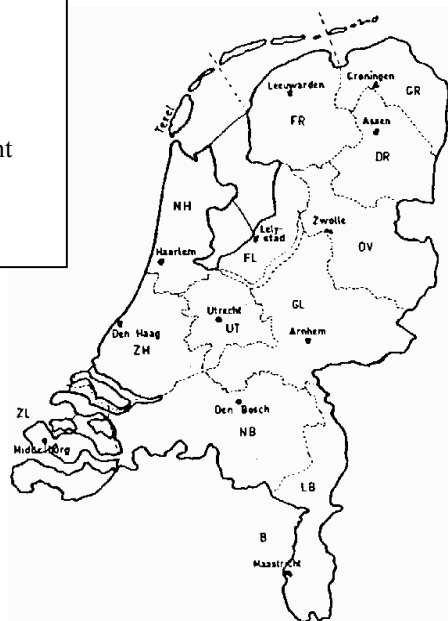 nt
Leeuwarden
Groningen
GR
FR
Assen
DR
Texel
NH
Lely-
stad
Zwolle
FL
OV
Haarlem
Utrecht
UT
GL
Arnhem
Den Haag
ZH
Den Bosch
NB
ZL
Middelburg
LB
B
Maastricht